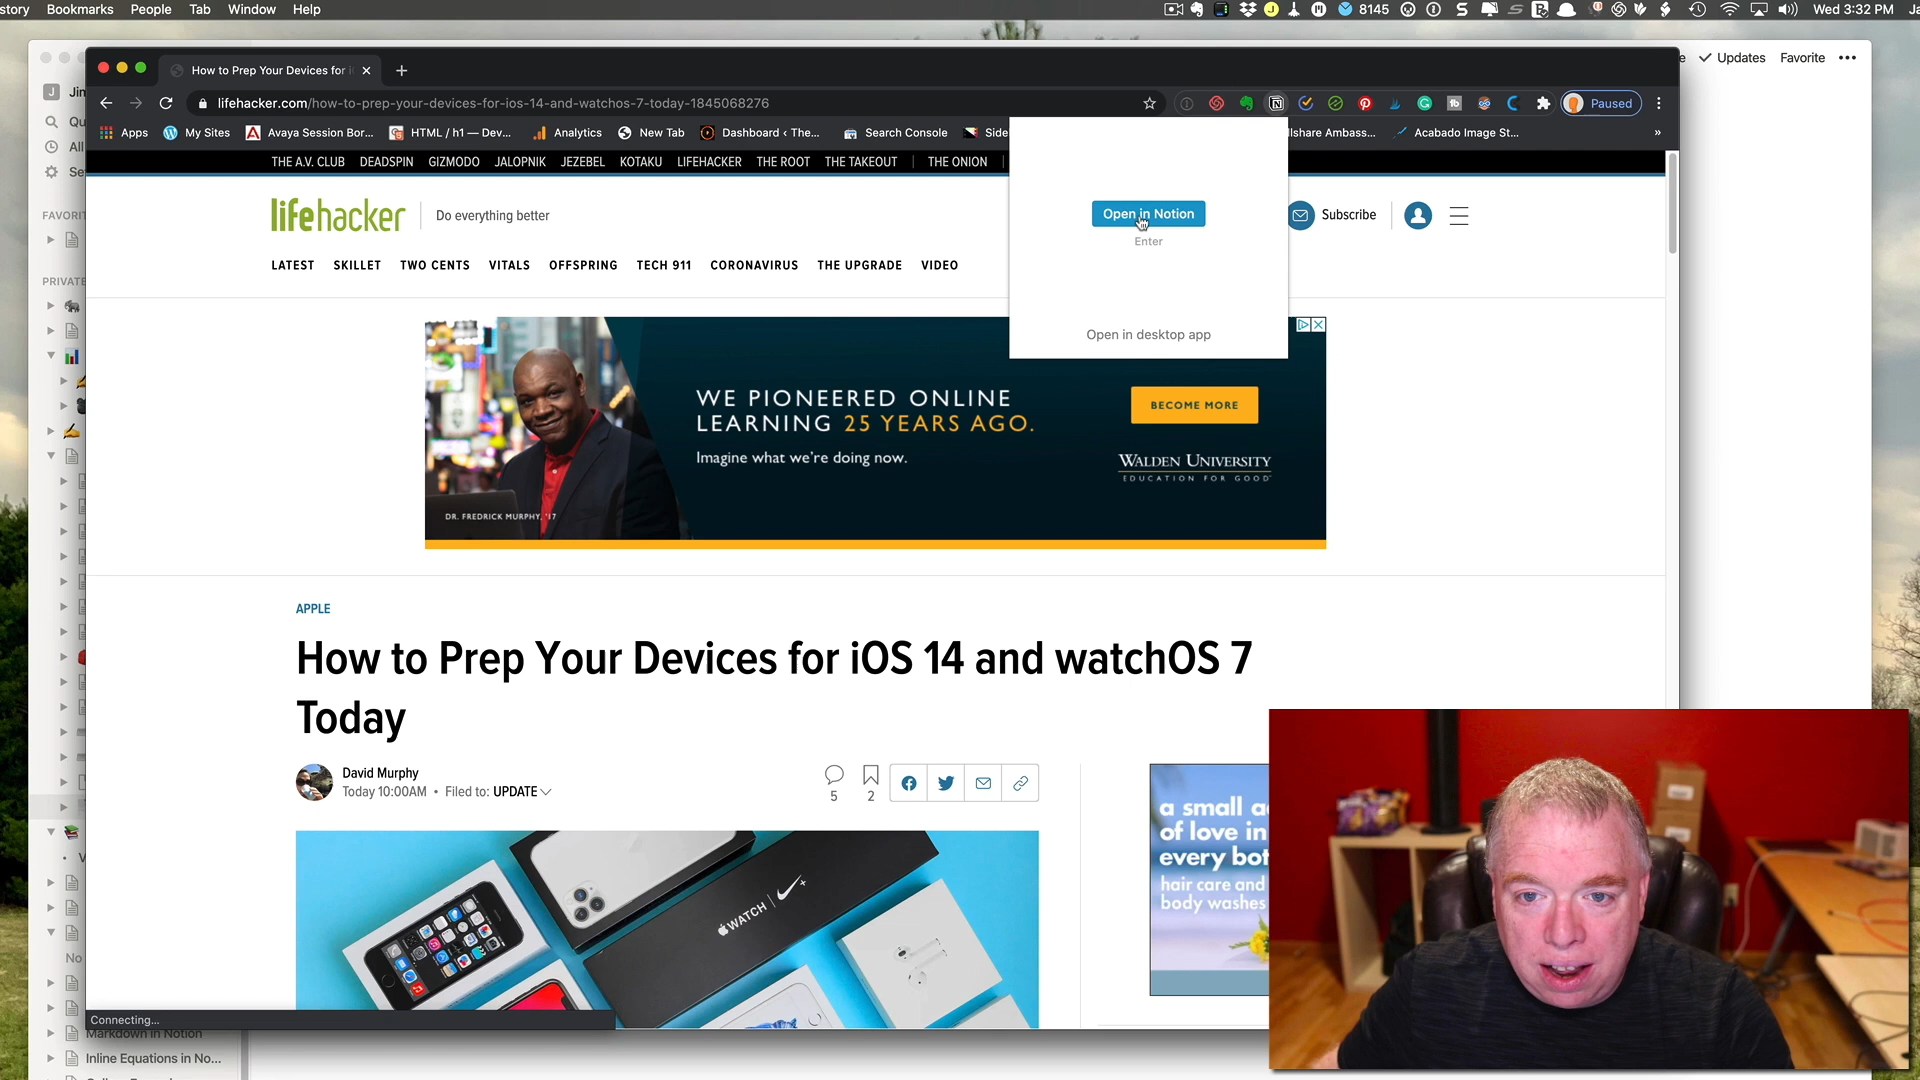 story Bookmarks People Tab Window Help
8145
Wed 3:32 PM
Updates Favorite
How to Prep Your Devices for i
lifehacker.com/how-to-prep-your-devices-for-ios-14-and-watchos-7-today-1845068276
Paused
Apps My Sites Avaya Session Bor... HTML / h1 — Dev... Analytics New Tab Dashboard ‹ The... Search Console Side
llshare Ambass... Acabado Image St... »
THE A.V. CLUB DEADSPIN GIZMODO JALOPNIK JEZEBEL KOTAKU LIFEHACKER THE ROOT THE TAKEOUT | THE ONION
J Jin
Qu
All
Se
FAVORIT
PRIVATE
No
lifehacker
Do everything better
Open in Notion
Enter
Open in desktop app
Subscribe
LATEST SKILLET TWO CENTS VITALS OFFSPRING TECH 911 CORONAVIRUS THE UPGRADE VIDEO
WE PIONEERED ONLINE
LEARNING 25 YEARS AGO.
Imagine what we're doing now.
BECOME MORE
WALDEN UNIVERSITY
EDUCATION FOR GOOD
DR. FREDRICK MURPHY, '17
APPLE
How to Prep Your Devices for iOS 14 and watchOS 7
Today
David Murphy
Today 10:00AM • Filed to: UPDATE
5 2
WATCH
a small ac
of love in
every bot
hair care and
body washes
Connecting...
Markdown in Notion
Inline Equations in No...